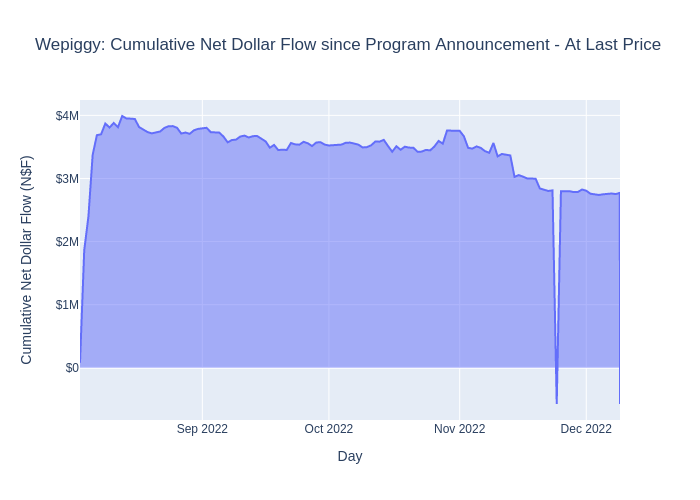 Wepiggy: Cumulative Net Dollar Flow since Program Announcement - At Last Price
Cumulative Net Dollar Flow (N$F)
$4M
$3M
$2M
$1M
$0
Sep 2022
Oct 2022
Nov 2022
Dec 2022
Day